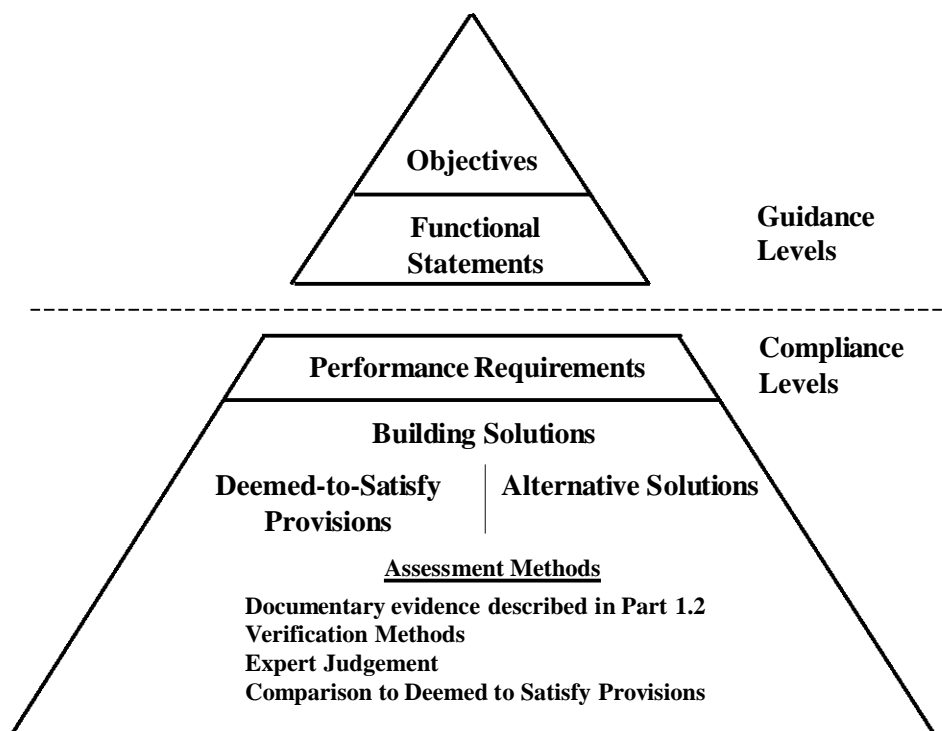 Objectives
Functional
Statements
Guidance
Levels
Performance Requirements
Compliance
Levels
Building Solutions
Deemed-to-Satisfy
Provisions
Alternative Solutions
Assessment Methods
Documentary evidence described in Part 1.2
Verification Methods
Expert Judgement
Comparison to Deemed to Satisfy Provisions